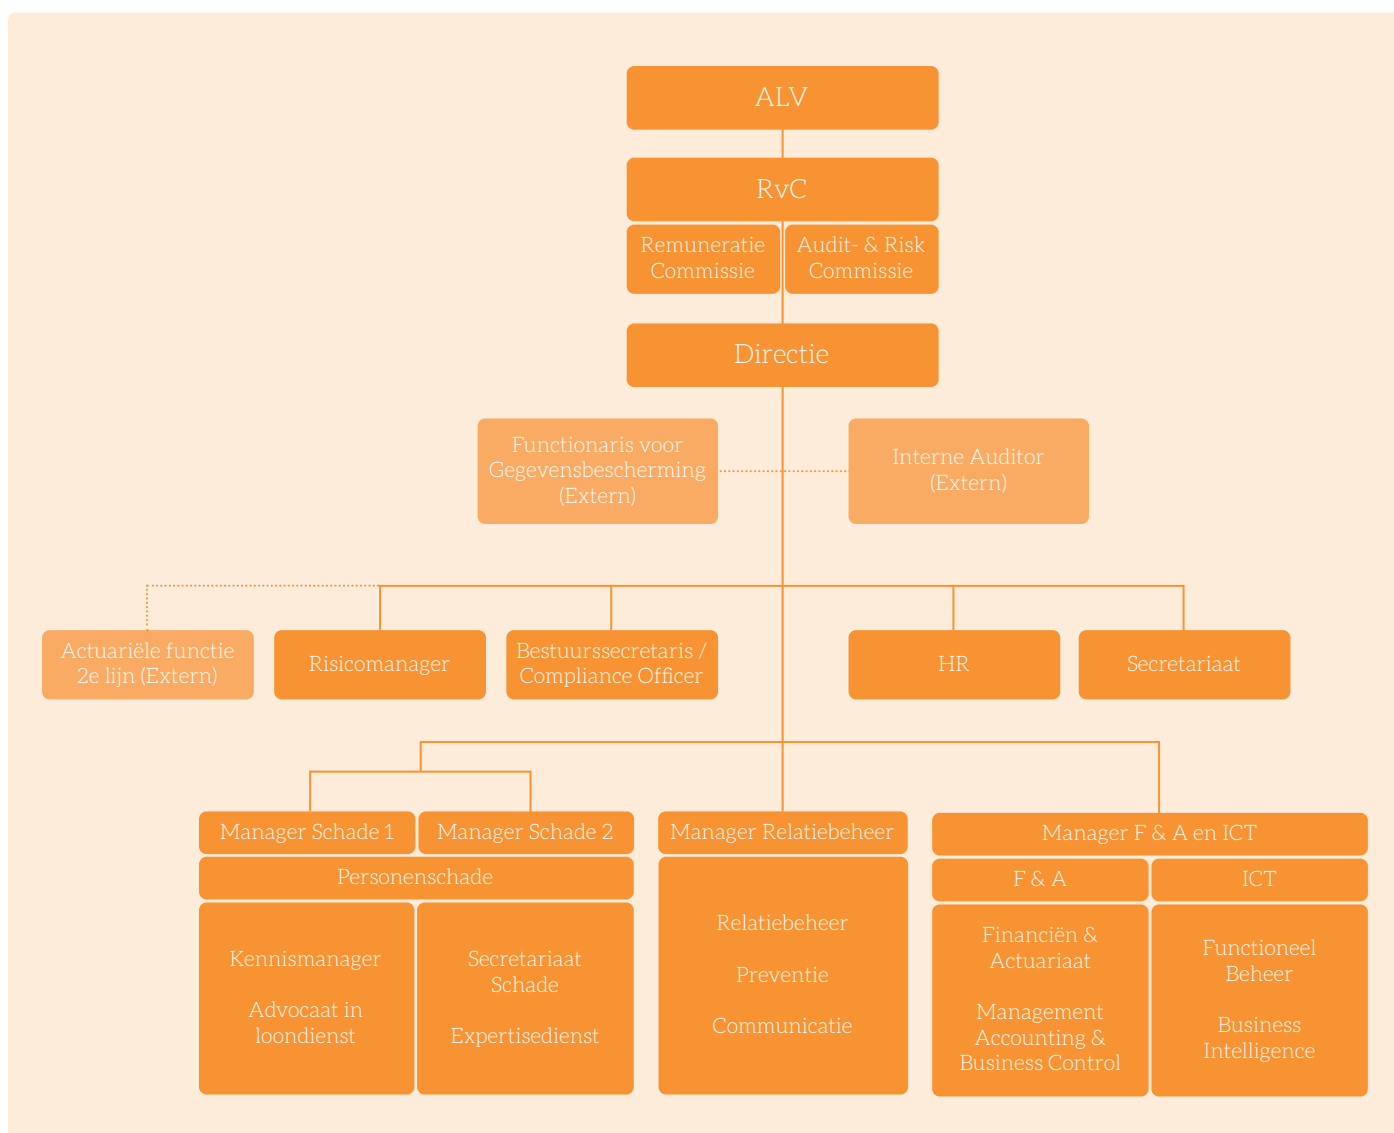 ALV
RvC
Remuneratie
Commissie
Audit- & Risk
Commissie
Directie
Functionaris voor
Gegevensbescherming
(Extern)
Interne Auditor
(Extern)
Actuariële functie
2e lijn (Extern)
Risicomanager
Bestuurssecretaris /
Compliance Officer
HR
Secretariaat
Manager Schade 1
Manager Schade 2
Personenschade
Kennismanager
Advocaat in
loondienst
Secretariaat
Schade
Expertisedienst
Manager Relatiebeheer
Relatiebeheer
Preventie
Communicatie
Manager F & A en ICT
F & A
ICT
Financiën &
Actuariaat
Management
Accounting &
Business Control
Functioneel
Beheer
Business
Intelligence